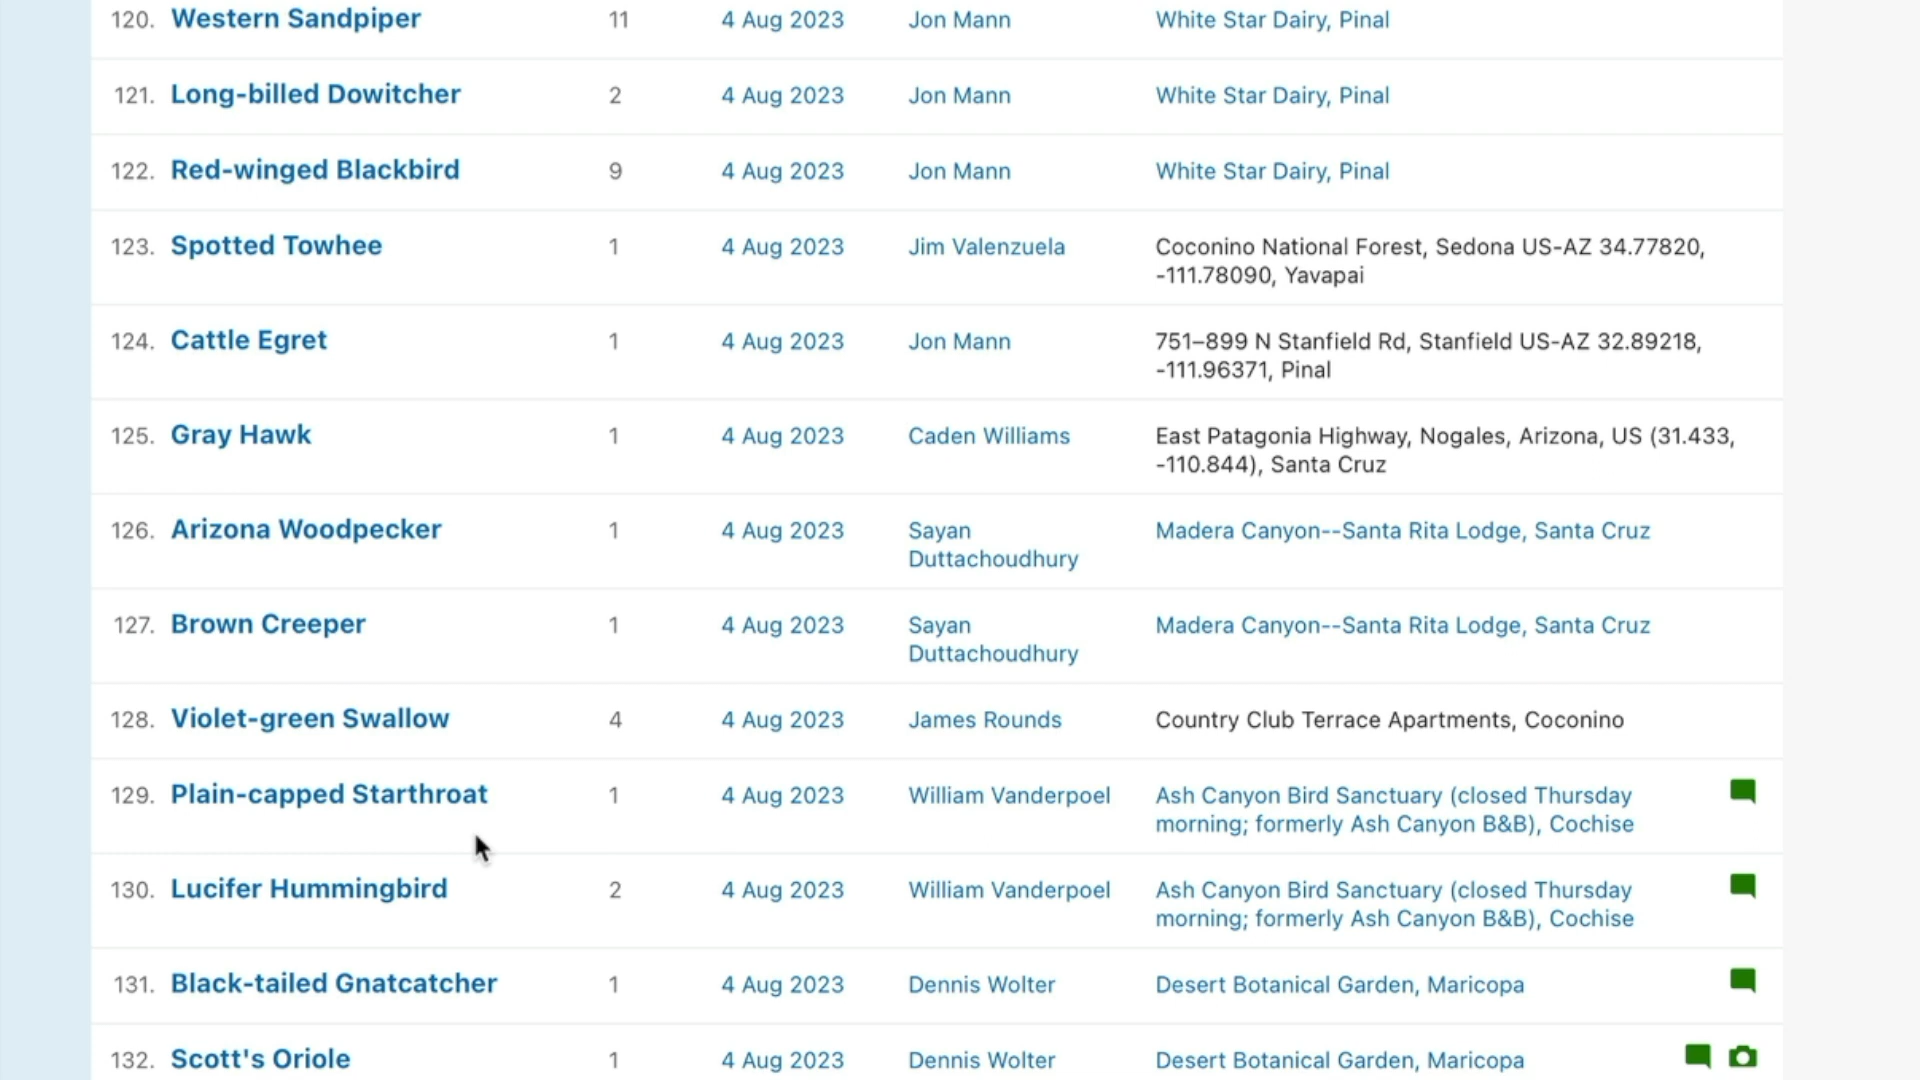 120. Western Sandpiper 11 4 Aug 2023 Jon Mann White Star Dairy, Pinal
121. Long-billed Dowitcher 2 4 Aug 2023 Jon Mann White Star Dairy, Pinal
122. Red-winged Blackbird 9 4 Aug 2023 Jon Mann White Star Dairy, Pinal
123. Spotted Towhee 1 4 Aug 2023 Jim Valenzuela Coconino National Forest, Sedona US-AZ 34.77820,
-111.78090, Yavapai
124. Cattle Egret 1 4 Aug 2023 Jon Mann 751–899 N Stanfield Rd, Stanfield US-AZ 32.89218,
-111.96371, Pinal
125. Gray Hawk 1 4 Aug 2023 Caden Williams East Patagonia Highway, Nogales, Arizona, US (31.433,
-110.844), Santa Cruz
126. Arizona Woodpecker 1 4 Aug 2023 Sayan Madera Canyon--Santa Rita Lodge, Santa Cruz
Duttachoudhury
127. Brown Creeper 1 4 Aug 2023 Sayan Madera Canyon--Santa Rita Lodge, Santa Cruz
Duttachoudhury
128. Violet-green Swallow 4 4 Aug 2023 James Rounds Country Club Terrace Apartments, Coconino
129. Plain-capped Starthroat 1 4 Aug 2023 William Vanderpoel Ash Canyon Bird Sanctuary (closed Thursday
morning; formerly Ash Canyon B&B), Cochise
130. Lucifer Hummingbird 2 4 Aug 2023 William Vanderpoel Ash Canyon Bird Sanctuary (closed Thursday
morning; formerly Ash Canyon B&B), Cochise
131. Black-tailed Gnatcatcher 1 4 Aug 2023 Dennis Wolter Desert Botanical Garden, Maricopa
132. Scott's Oriole 1 4 Aug 2023 Dennis Wolter Desert Botanical Garden, Maricopa